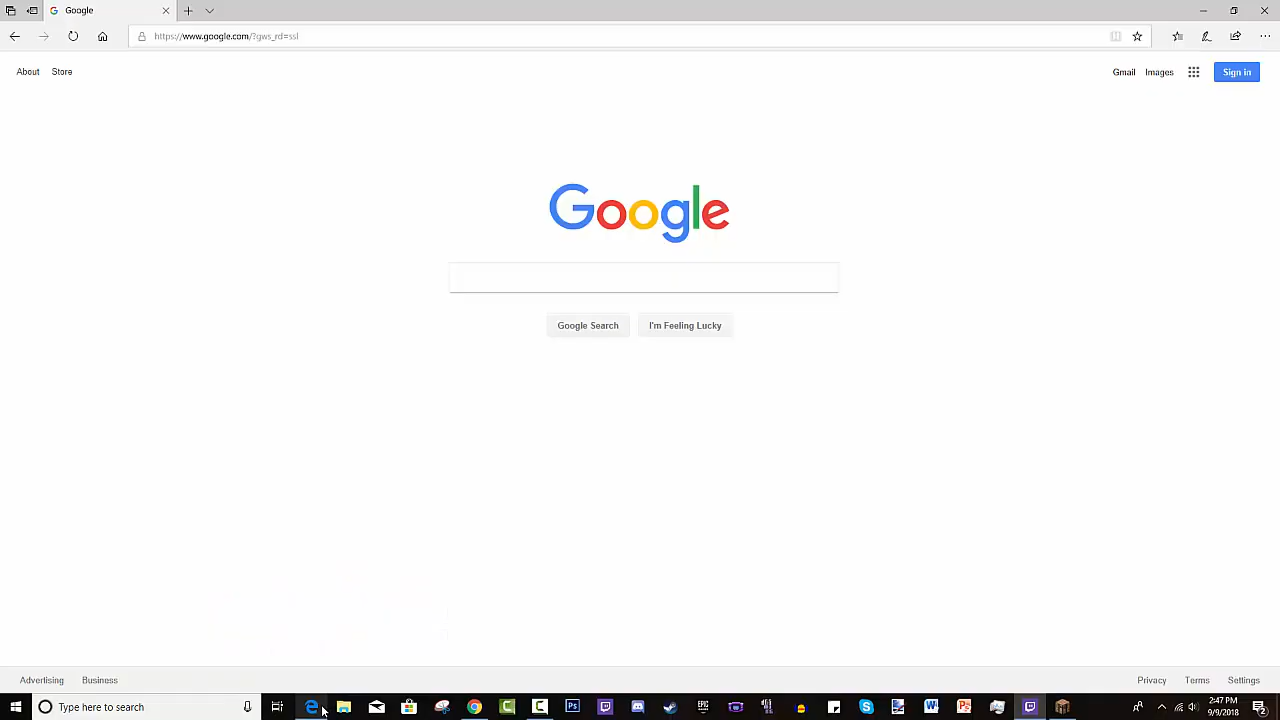 Google
https://www.google.com/?gws_rd=ssl
About Store
Gmail Images Sign in
Google
Google Search I'm Feeling Lucky
Advertising Business
Privacy Terms Settings
Type here to search
2:47 PM
9/9/2018